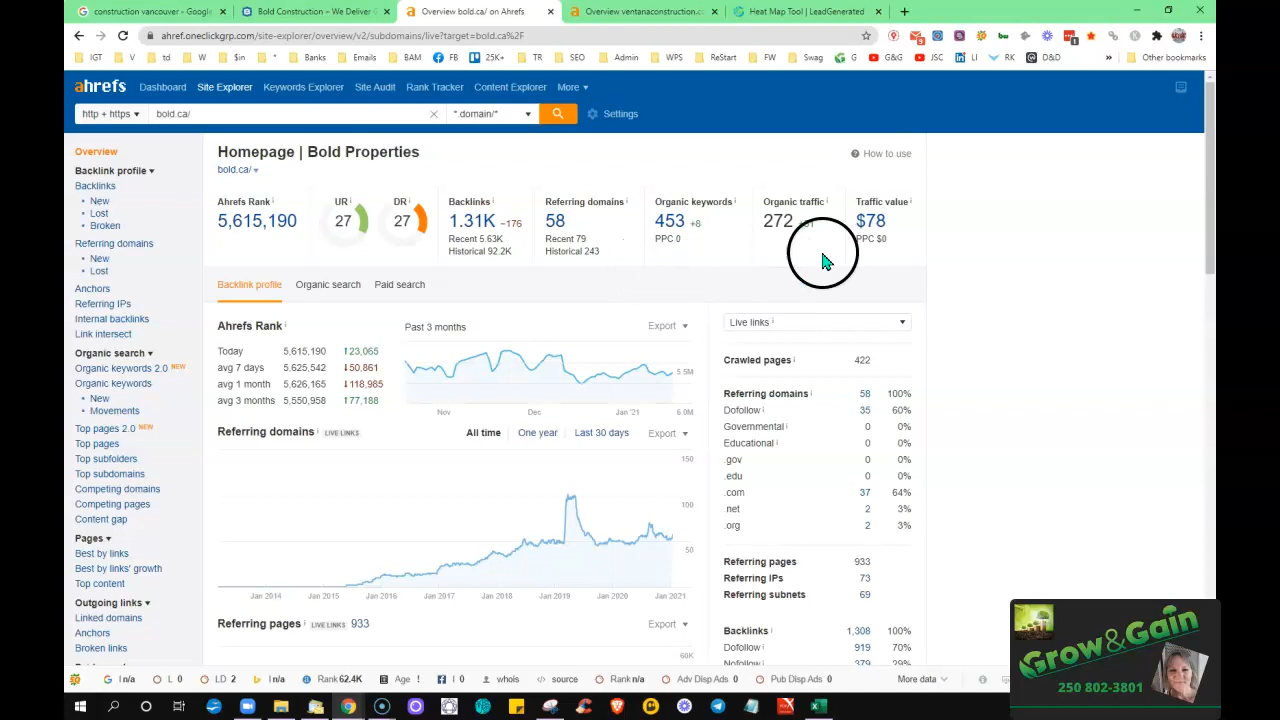 construction vancouver - Google
Bold Construction – We Deliver G
Overview bold.ca/ on Ahrefs
Overview ventanaconstruction.c
Heat Map Tool | LeadGenerated
ahref.oneclickgrp.com/site-explorer/overview/v2/subdomains/live?target=bold.ca%2F
IGT V td W $in * Banks Emails BAM FB 25K+ TR SEO Admin WPS ReStart FW Swag G G&G JSC LI RK D&D » Other bookmarks
ahrefs Dashboard Site Explorer Keywords Explorer Site Audit Rank Tracker Content Explorer More
http + https bold.ca/ *.domain/* Settings
Overview
Backlink profile
Backlinks
New
Lost
Broken
Referring domains
New
Lost
Anchors
Referring IPs
Internal backlinks
Link intersect
Organic search
Organic keywords 2.0 NEW
Organic keywords
New
Movements
Top pages 2.0 NEW
Top pages
Top subfolders
Top subdomains
Competing domains
Competing pages
Content gap
Pages
Best by links
Best by links' growth
Top content
Outgoing links
Linked domains
Anchors
Broken links
Homepage | Bold Properties
How to use
bold.ca/
Ahrefs Rank UR DR Backlinks Referring domains Organic keywords Organic traffic Traffic value
5,615,190 27 27 1.31K −176 58 453 +8 272 $78
Recent 5.63K Recent 79 PPC 0 PPC $0
Historical 92.2K Historical 243
Backlink profile Organic search Paid search
Ahrefs Rank Past 3 months Export
Today 5,615,190 ↑23,065
avg 7 days 5,625,542 ↓50,861
avg 1 month 5,626,165 ↓118,985
avg 3 months 5,550,958 ↑77,188
5.5M
6.0M
Nov Dec Jan '21
Referring domains LIVE LINKS All time One year Last 30 days Export
150
100
50
Jan 2014 Jan 2015 Jan 2016 Jan 2017 Jan 2018 Jan 2019 Jan 2020 Jan 2021
Referring pages LIVE LINKS 933 Export
60K
Live links
Crawled pages 422
Referring domains 58 100%
Dofollow 35 60%
Governmental 0 0%
Educational 0 0%
.gov 0 0%
.edu 0 0%
.com 37 64%
.net 2 3%
.org 2 3%
Referring pages 933
Referring IPs 73
Referring subnets 69
Backlinks 1,308 100%
Dofollow 919 70%
Nofollow 379 29%
I n/a L 0 LD 2 I n/a Rank 62.4K Age ! I 0 whois source Rank n/a Adv Disp Ads 0 Pub Disp Ads 0 More data
Grow&Gain
250 802-3801